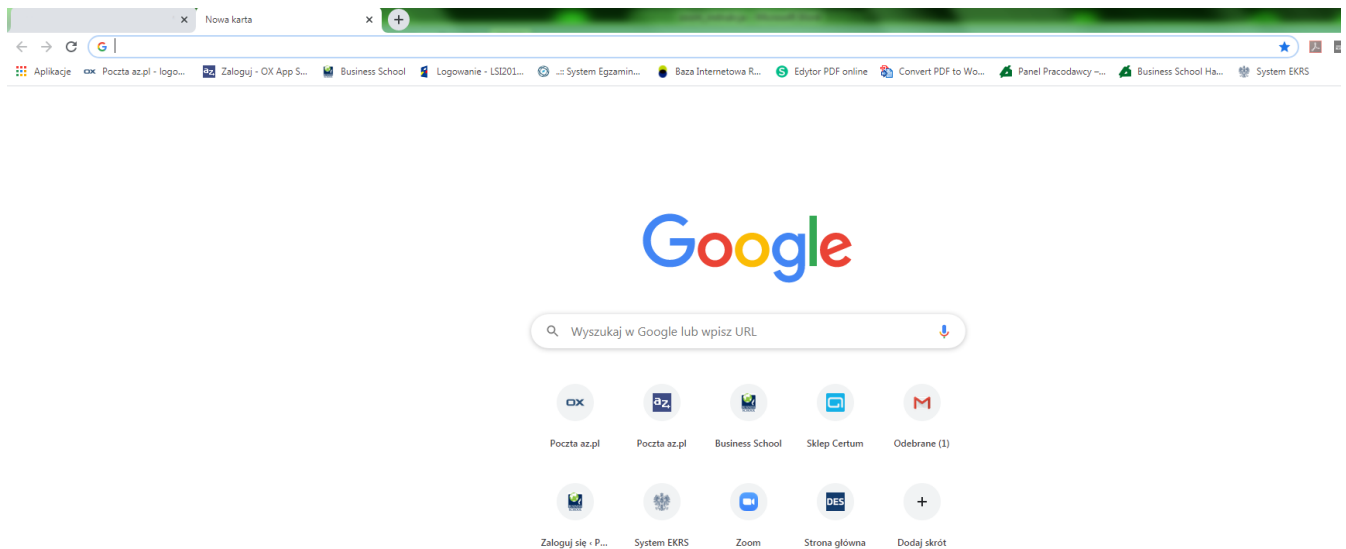 Nowa karta
Aplikacje
Poczta az.pl - logo...
Zaloguj - OX App S...
Business School
Logowanie - LSI201...
..:: System Egzamin...
Baza Internetowa R...
Edytor PDF online
Convert PDF to Wo...
Panel Pracodawcy –...
Business School Ha...
System EKRS
Google
Wyszukaj w Google lub wpisz URL
OX
az
DES
Poczta az.pl
Poczta az.pl
Business School
Sklep Certum
Odebrane (1)
Zaloguj się ‹ P...
System EKRS
Zoom
Strona główna
Dodaj skrót